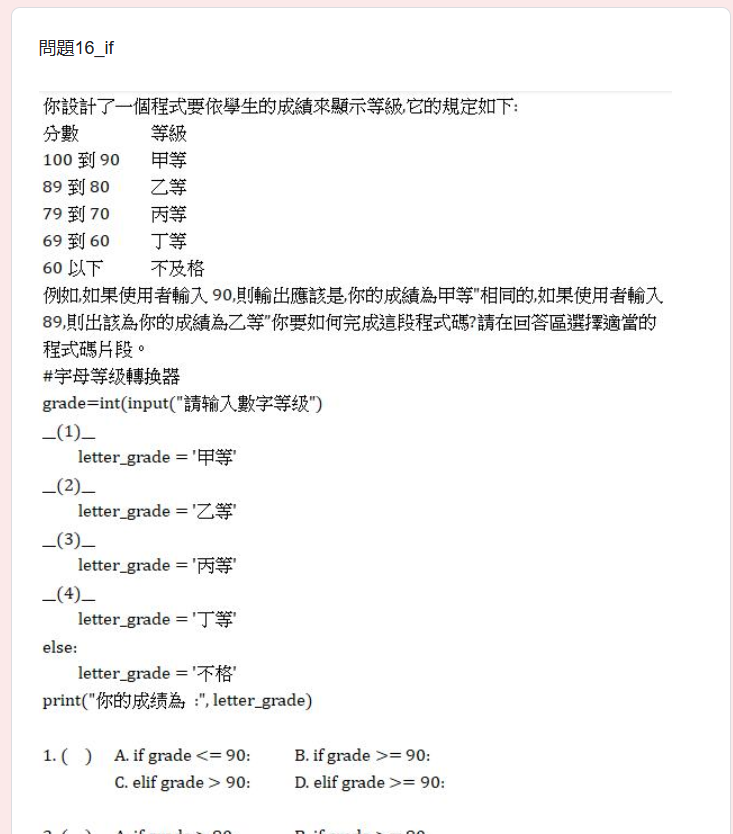 問題16_if
你設計了一個程式要依學生的成績來顯示等級,它的規定如下:
分數 等級
100 到 90 甲等
89 到 80 乙等
79 到 70 丙等
69 到 60 丁等
60 以下 不及格
例如,如果使用者輸入 90,則輸出應該是,你的成績為甲等"相同的,如果使用者輸入
89,則出該為你的成績為乙等"你要如何完成這段程式碼?請在回答區選擇適當的
程式碼片段。
#字母等级轉換器
grade=int(input("請输入數字等级")
_(1)_
letter_grade = '甲等'
_(2)_
letter_grade = '乙等'
_(3)_
letter_grade = '丙等'
_(4)_
letter_grade = '丁等'
else:
letter_grade = '不格'
print("你的成绩為 :", letter_grade)
1. ( ) A. if grade <= 90: B. if grade >= 90:
C. elif grade > 90: D. elif grade >= 90: